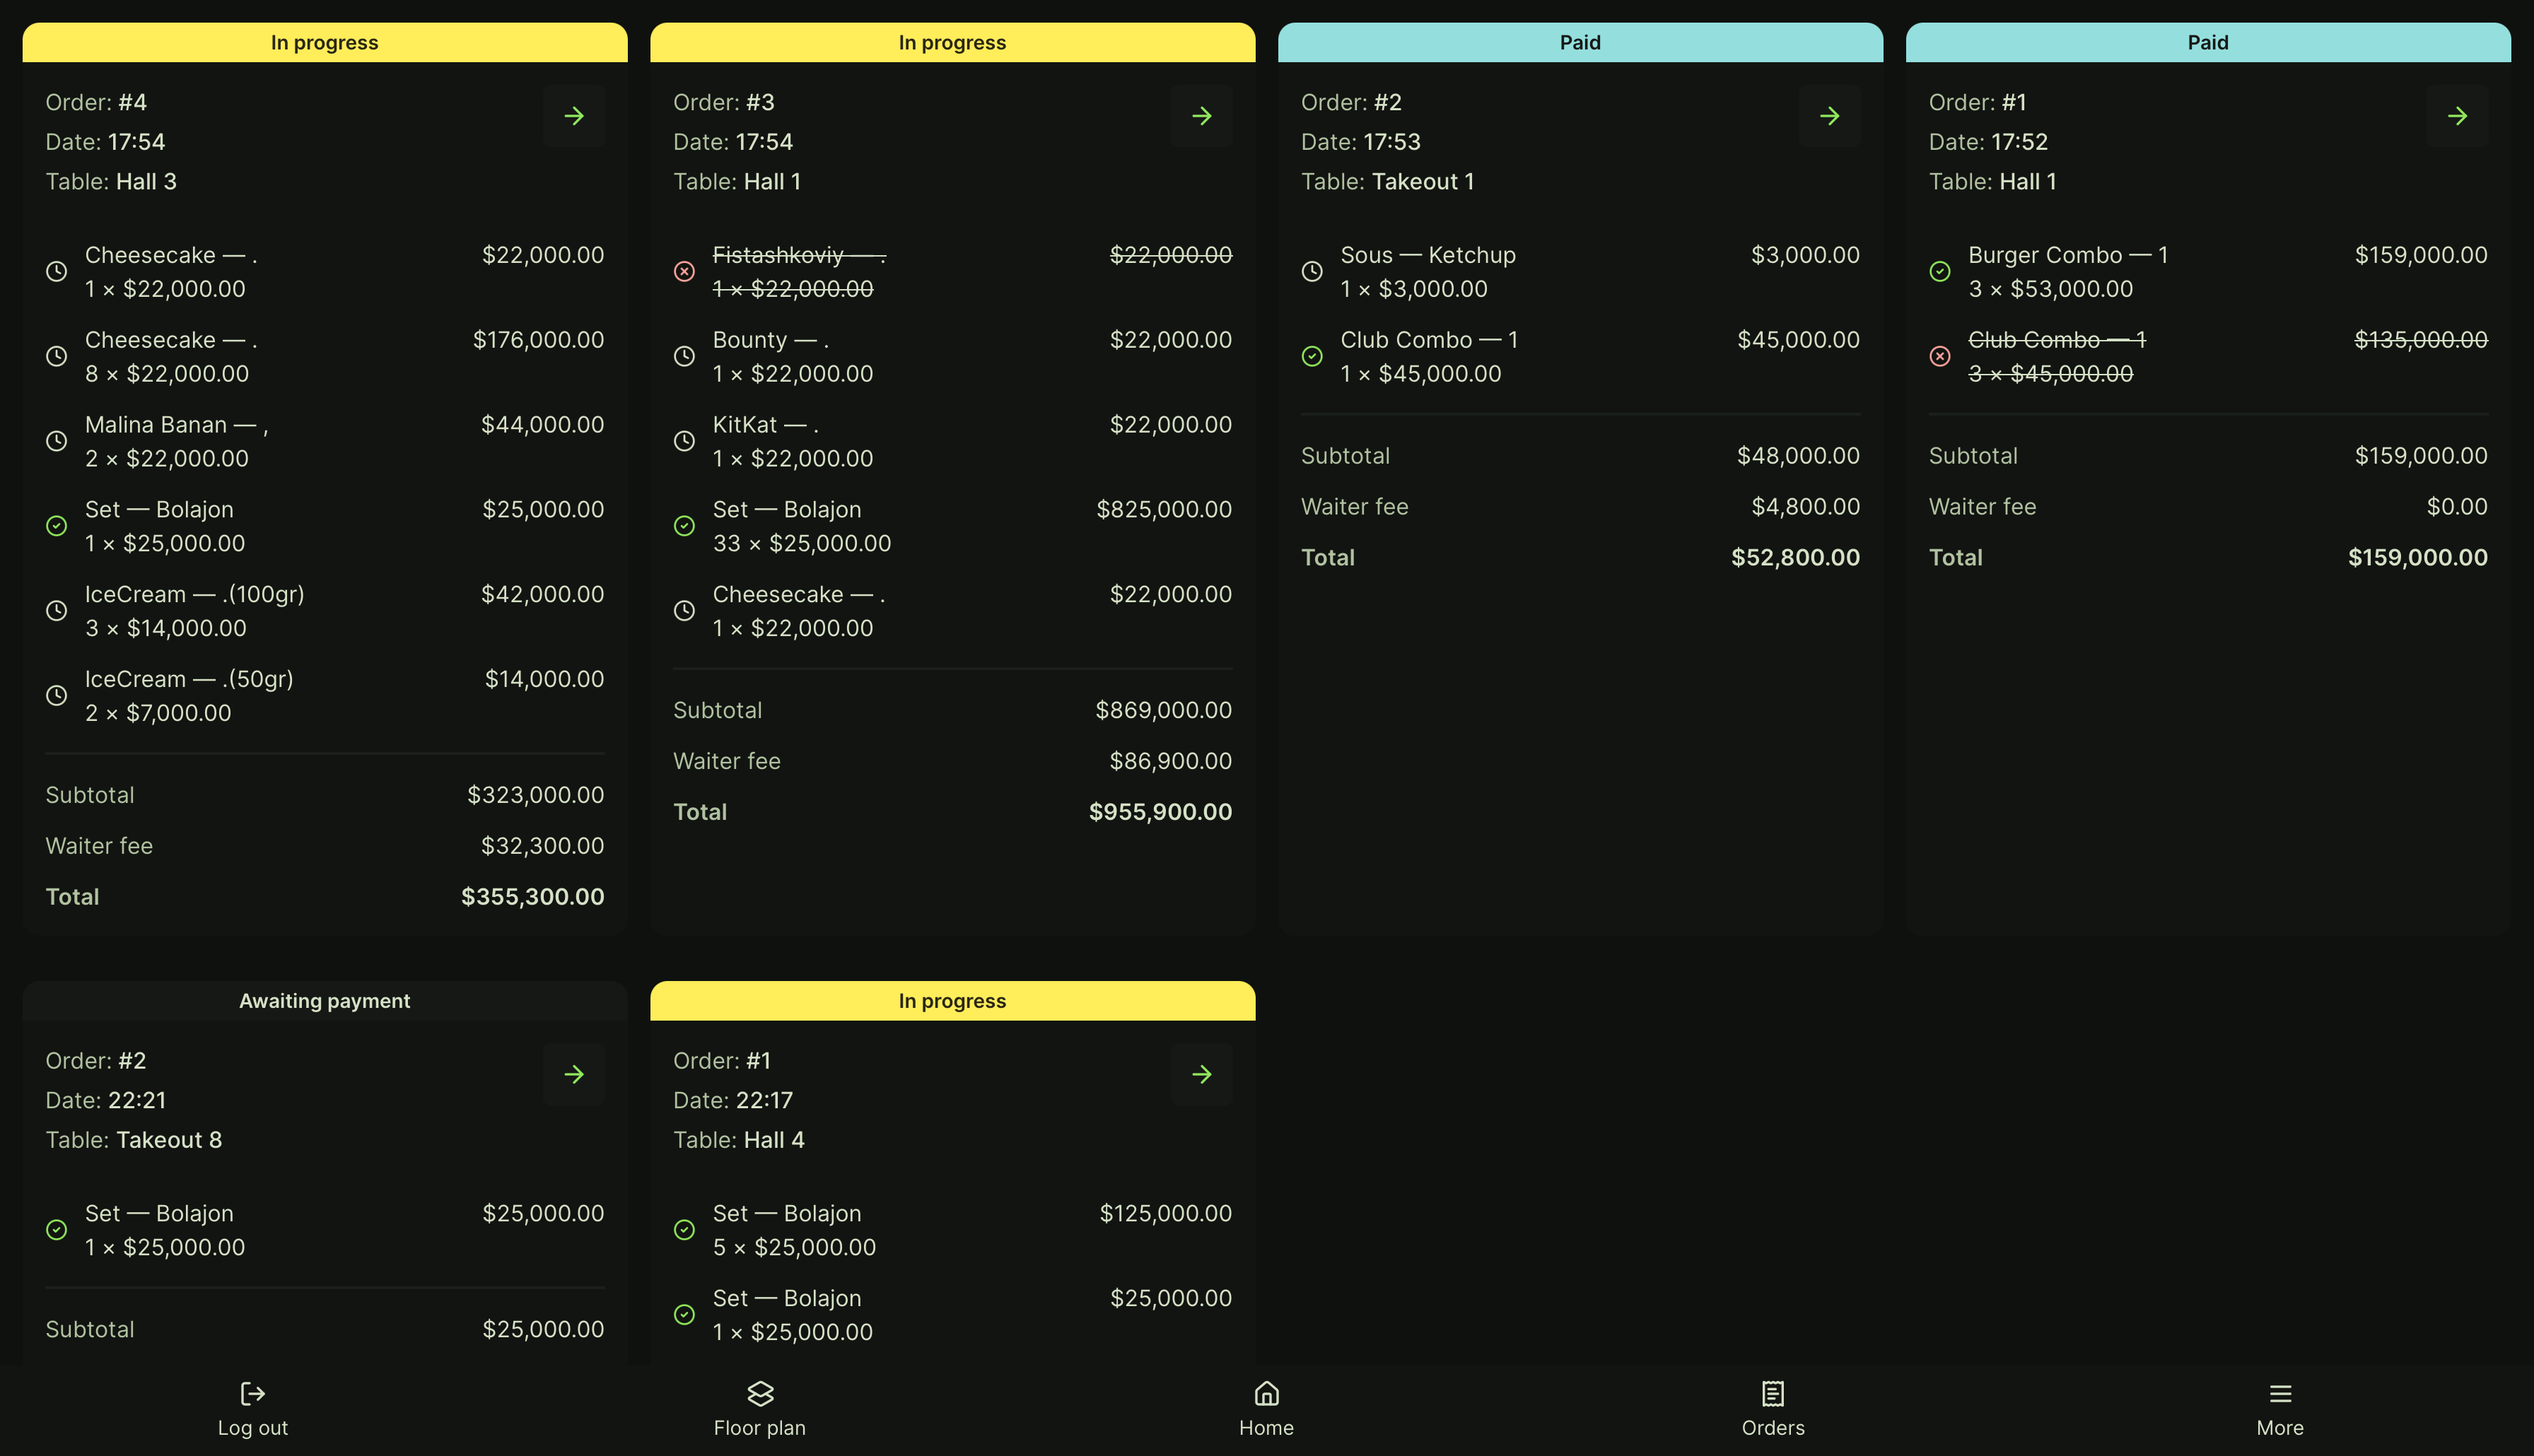 In progress
Order: #4
Date: 17:54
Table: Hall 3
Cheesecake — . $22,000.00
1 × $22,000.00
Cheesecake — . $176,000.00
8 × $22,000.00
Malina Banan — , $44,000.00
2 × $22,000.00
Set — Bolajon $25,000.00
1 × $25,000.00
IceCream — .(100gr) $42,000.00
3 × $14,000.00
IceCream — .(50gr) $14,000.00
2 × $7,000.00
Subtotal $323,000.00
Waiter fee $32,300.00
Total $355,300.00
In progress
Order: #3
Date: 17:54
Table: Hall 1
Fistashkoviy — . $22,000.00
1 × $22,000.00
Bounty — . $22,000.00
1 × $22,000.00
KitKat — . $22,000.00
1 × $22,000.00
Set — Bolajon $825,000.00
33 × $25,000.00
Cheesecake — . $22,000.00
1 × $22,000.00
Subtotal $869,000.00
Waiter fee $86,900.00
Total $955,900.00
Paid
Order: #2
Date: 17:53
Table: Takeout 1
Sous — Ketchup $3,000.00
1 × $3,000.00
Club Combo — 1 $45,000.00
1 × $45,000.00
Subtotal $48,000.00
Waiter fee $4,800.00
Total $52,800.00
Paid
Order: #1
Date: 17:52
Table: Hall 1
Burger Combo — 1 $159,000.00
3 × $53,000.00
Club Combo — 1 $135,000.00
3 × $45,000.00
Subtotal $159,000.00
Waiter fee $0.00
Total $159,000.00
Awaiting payment
Order: #2
Date: 22:21
Table: Takeout 8
Set — Bolajon $25,000.00
1 × $25,000.00
Subtotal $25,000.00
In progress
Order: #1
Date: 22:17
Table: Hall 4
Set — Bolajon $125,000.00
5 × $25,000.00
Set — Bolajon $25,000.00
1 × $25,000.00
Log out
Floor plan
Home
Orders
More